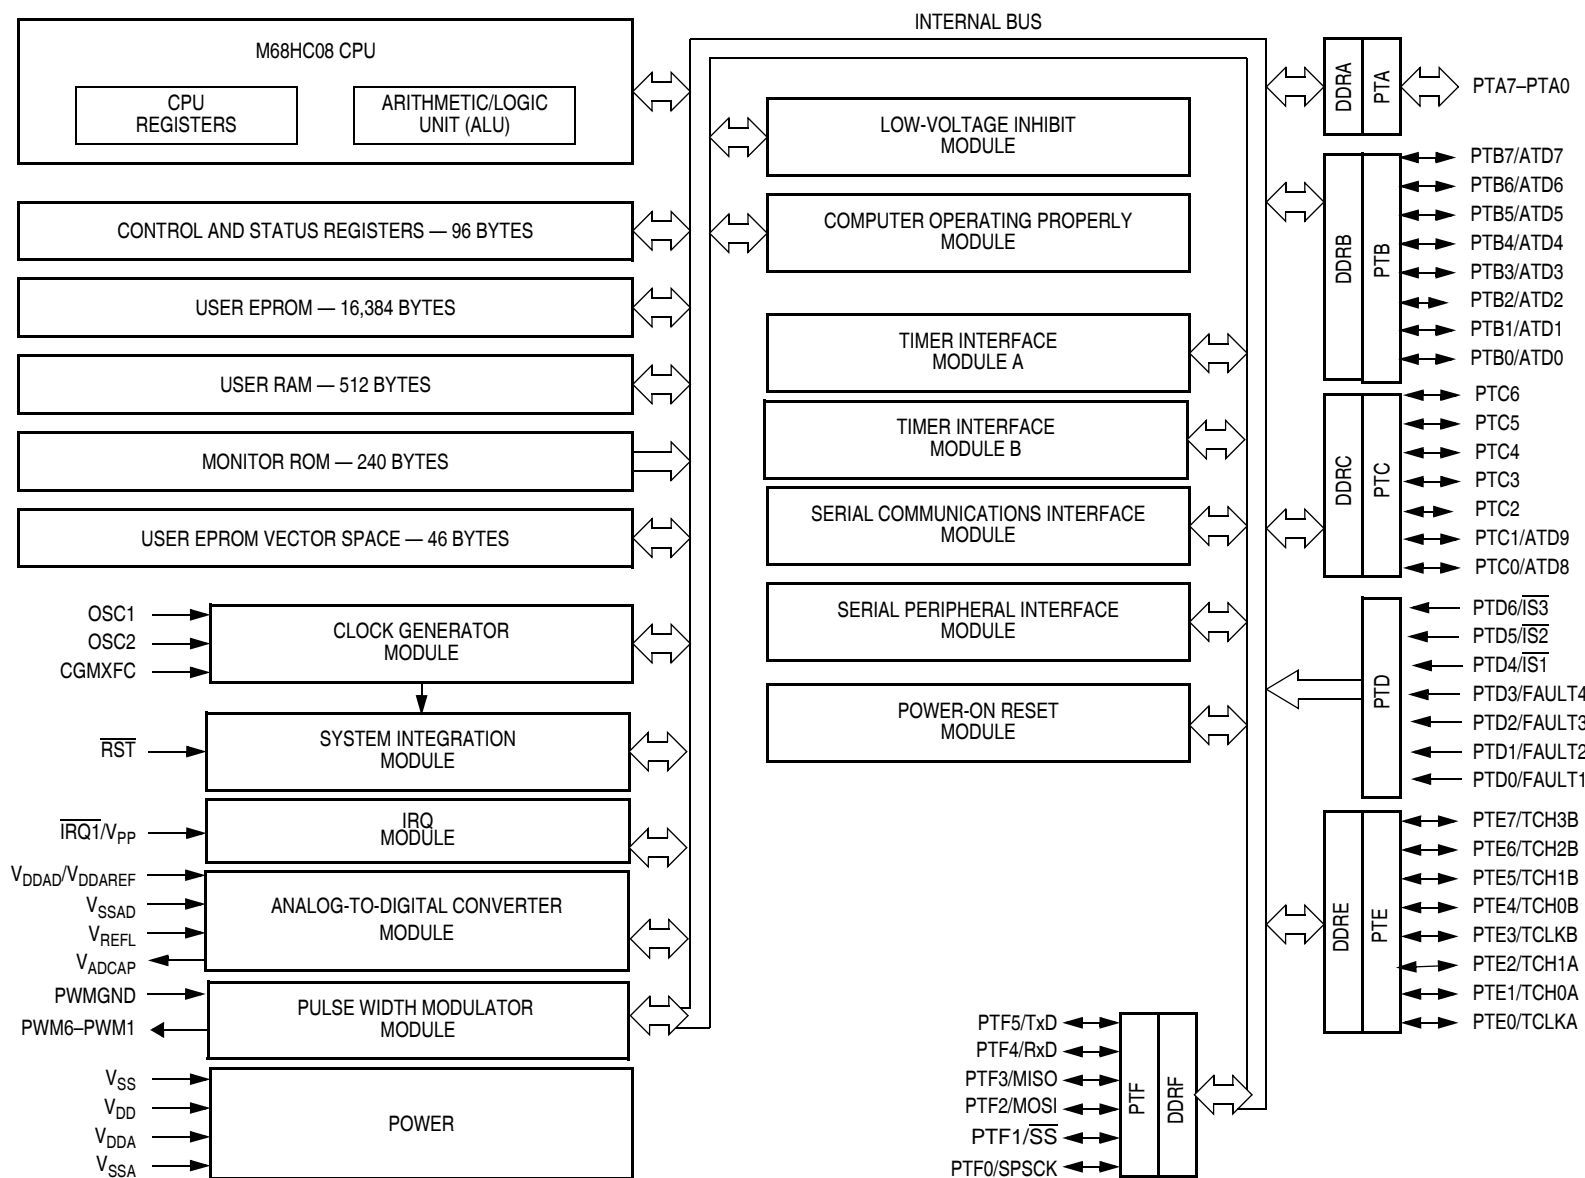 INTERNAL BUS
M68HC08 CPU
CPU
REGISTERS
ARITHMETIC/LOGIC
UNIT (ALU)
CONTROL AND STATUS REGISTERS — 96 BYTES
USER EPROM — 16,384 BYTES
USER RAM — 512 BYTES
MONITOR ROM — 240 BYTES
USER EPROM VECTOR SPACE — 46 BYTES
OSC1
OSC2
CGMXFC
CLOCK GENERATOR
MODULE
RST
SYSTEM INTEGRATION
MODULE
IRQ1/VPP
IRQ
MODULE
VDDAD/VDDAREF
VSSAD
VREFL
VADCAP
ANALOG-TO-DIGITAL CONVERTER
MODULE
PWMGND
PWM6–PWM1
PULSE WIDTH MODULATOR
MODULE
VSS
VDD
VDDA
VSSA
POWER
LOW-VOLTAGE INHIBIT
MODULE
COMPUTER OPERATING PROPERLY
MODULE
TIMER INTERFACE
MODULE A
TIMER INTERFACE
MODULE B
SERIAL COMMUNICATIONS INTERFACE
MODULE
SERIAL PERIPHERAL INTERFACE
MODULE
POWER-ON RESET
MODULE
PTF5/TxD
PTF4/RxD
PTF3/MISO
PTF2/MOSI
PTF1/SS
PTF0/SPSCK
PTF
DDRF
DDRA
PTA
PTA7–PTA0
DDRB
PTB
PTB7/ATD7
PTB6/ATD6
PTB5/ATD5
PTB4/ATD4
PTB3/ATD3
PTB2/ATD2
PTB1/ATD1
PTB0/ATD0
DDRC
PTC
PTC6
PTC5
PTC4
PTC3
PTC2
PTC1/ATD9
PTC0/ATD8
PTD
PTD6/IS3
PTD5/IS2
PTD4/IS1
PTD3/FAULT4
PTD2/FAULT3
PTD1/FAULT2
PTD0/FAULT1
DDRE
PTE
PTE7/TCH3B
PTE6/TCH2B
PTE5/TCH1B
PTE4/TCH0B
PTE3/TCLKB
PTE2/TCH1A
PTE1/TCH0A
PTE0/TCLKA